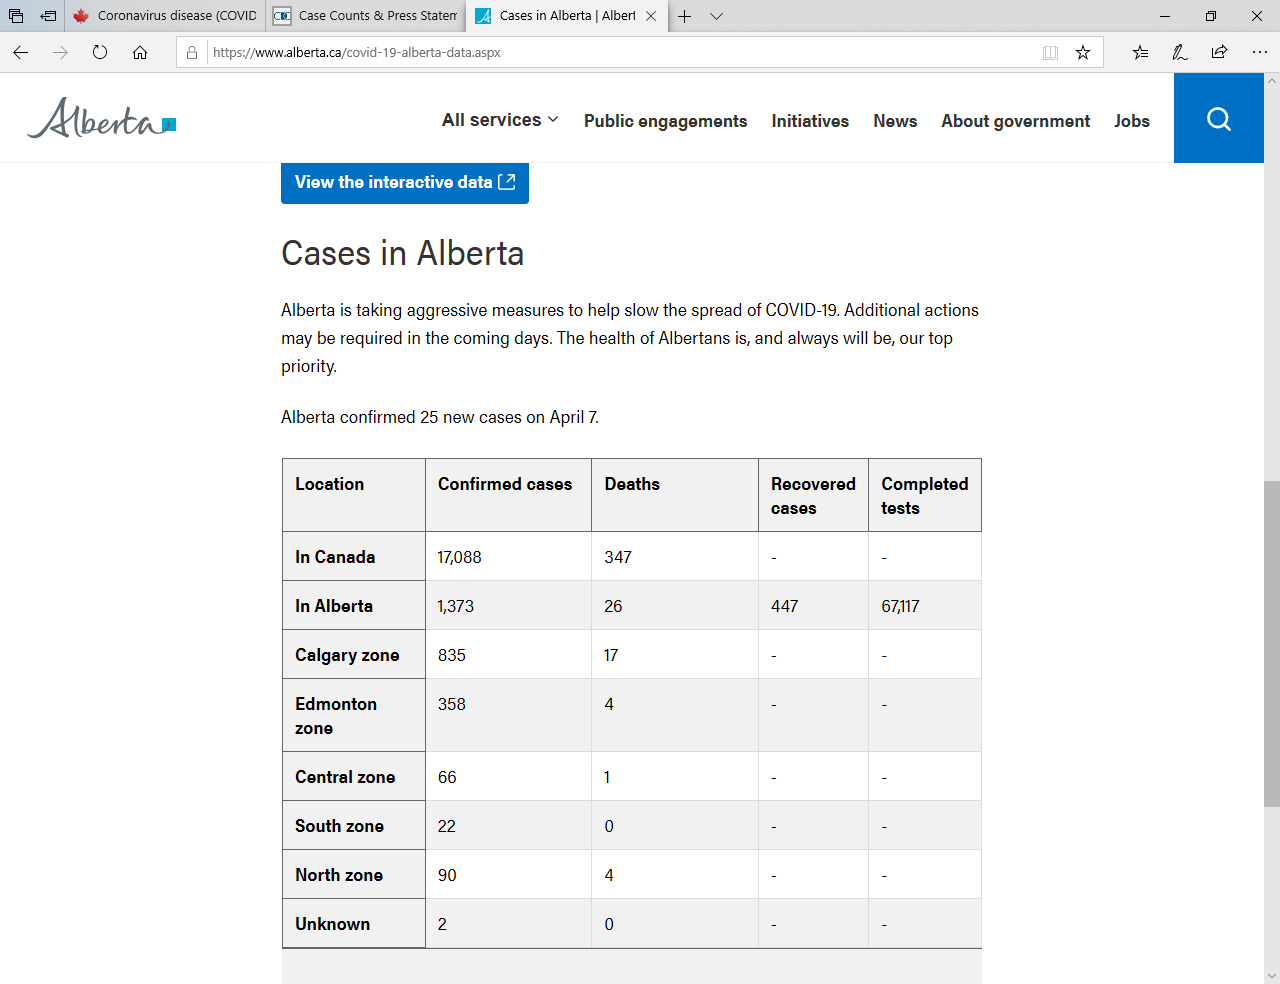 Coronavirus disease (COVID
Case Counts & Press Statem
Cases in Alberta | Albert
https://www.alberta.ca/covid-19-alberta-data.aspx
Alberta
All services
Public engagements
Initiatives
News
About government
Jobs
View the interactive data
Cases in Alberta
Alberta is taking aggressive measures to help slow the spread of COVID-19. Additional actions
may be required in the coming days. The health of Albertans is, and always will be, our top
priority.
Alberta confirmed 25 new cases on April 7.
Location Confirmed cases Deaths Recovered cases Completed tests
In Canada 17,088 347 - -
In Alberta 1,373 26 447 67,117
Calgary zone 835 17 - -
Edmonton zone 358 4 - -
Central zone 66 1 - -
South zone 22 0 - -
North zone 90 4 - -
Unknown 2 0 - -